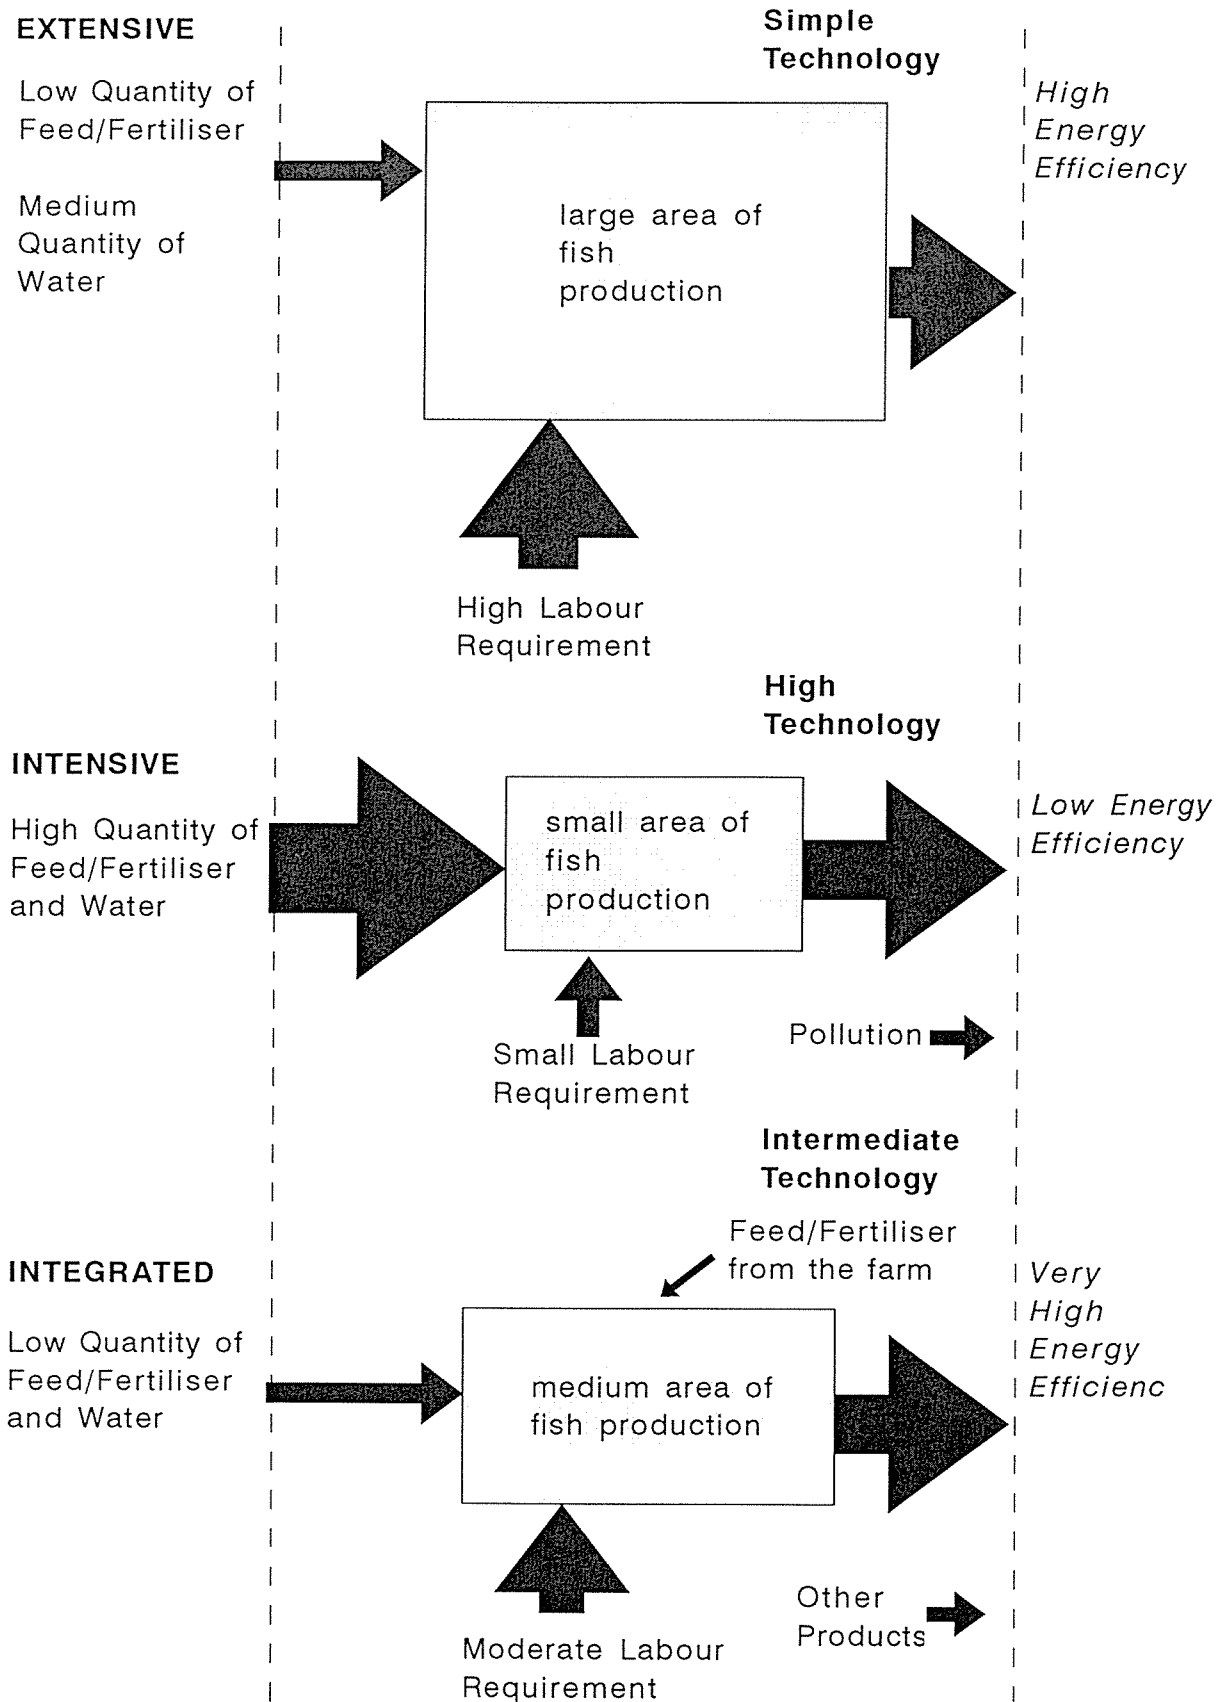 EXTENSIVE
Simple
Technology
Low Quantity of
Feed/Fertiliser
Medium
Quantity of
Water
large area of
fish
production
High
Energy
Efficiency
High Labour
Requirement
High
Technology
INTENSIVE
High Quantity of
Feed/Fertiliser
and Water
small area of
fish
production
Low Energy
Efficiency
Small Labour
Requirement
Pollution
Intermediate
Technology
Feed/Fertiliser
from the farm
INTEGRATED
Low Quantity of
Feed/Fertiliser
and Water
medium area of
fish production
Very
High
Energy
Efficienc
Moderate Labour
Requirement
Other
Products